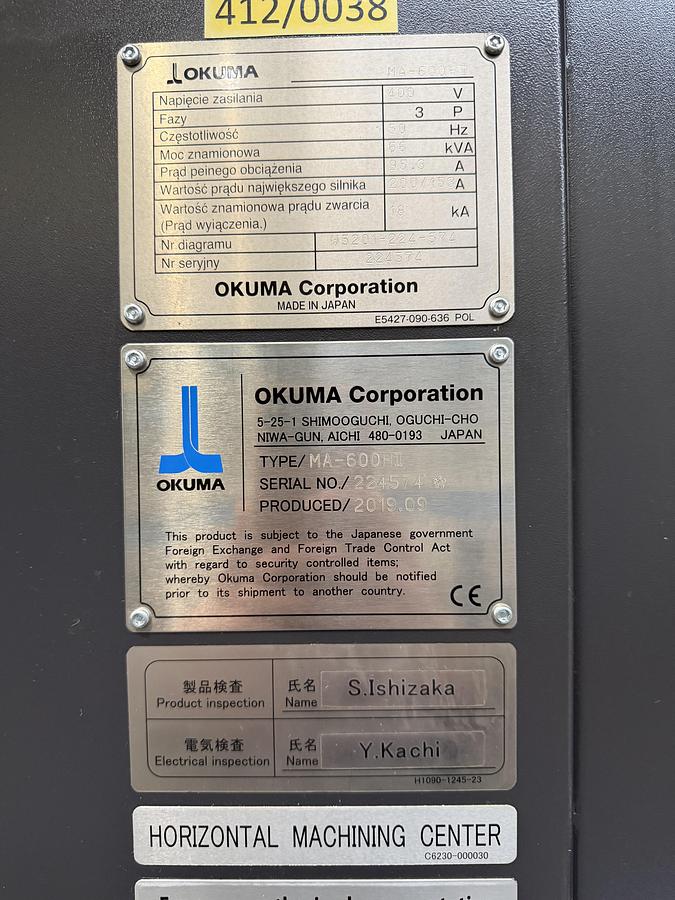 412/0038
OKUMA MA-600HII
Napięcie zasilania 400 V
Fazy 3 P
Częstotliwość 50 Hz
Moc znamionowa kVA
Prąd pełnego obciążenia A
Wartość prądu największego silnika A
Wartość znamionowa prądu zwarcia
(Prąd wyiączenia.) kA
Nr diagramu 224-574
Nr seryjny 224574
OKUMA Corporation
MADE IN JAPAN
E5427-090-636 POL
OKUMA Corporation
5-25-1 SHIMOOGUCHI, OGUCHI-CHO
NIWA-GUN, AICHI 480-0193 JAPAN
OKUMA
TYPE/ MA-600HII
SERIAL NO./ 224574
PRODUCED/ 2019.09
This product is subject to the Japanese government
Foreign Exchange and Foreign Trade Control Act
with regard to security controlled items;
whereby Okuma Corporation should be notified
prior to its shipment to another country.
CE
製品検査 氏名 S.Ishizaka
Product inspection Name
電気検査 氏名 Y.Kachi
Electrical inspection Name
H1090-1245-23
HORIZONTAL MACHINING CENTER
C6230-000030